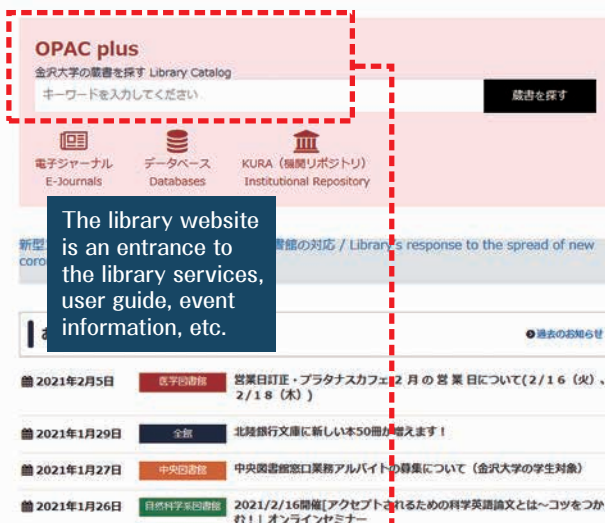 OPAC plus
金沢大学の蔵書を探す Library Catalog
キーワードを入力してください
蔵書を探す
電子ジャーナル
E-Journals
データベース
Databases
KURA（機関リポジトリ）
Institutional Repository
The library website
is an entrance to
the library services,
user guide, event
information, etc.
新型
書館の対応 / Library's response to the spread of new
coro
過去のお知らせ
2021年2月5日
医学図書館
営業日訂正・プラタナスカフェ２月の営業日について(2/16（火）、
2/18（木）)
2021年1月29日
全館
北陸銀行文庫に新しい本50冊が増えます！
2021年1月27日
中央図書館
中央図書館窓口業務アルバイトの募集について（金沢大学の学生対象）
2021年1月26日
自然科学系図書館
2021/2/16開催[アクセプトされるための科学英語論文とは～コツをつか
む！] オンラインセミナー